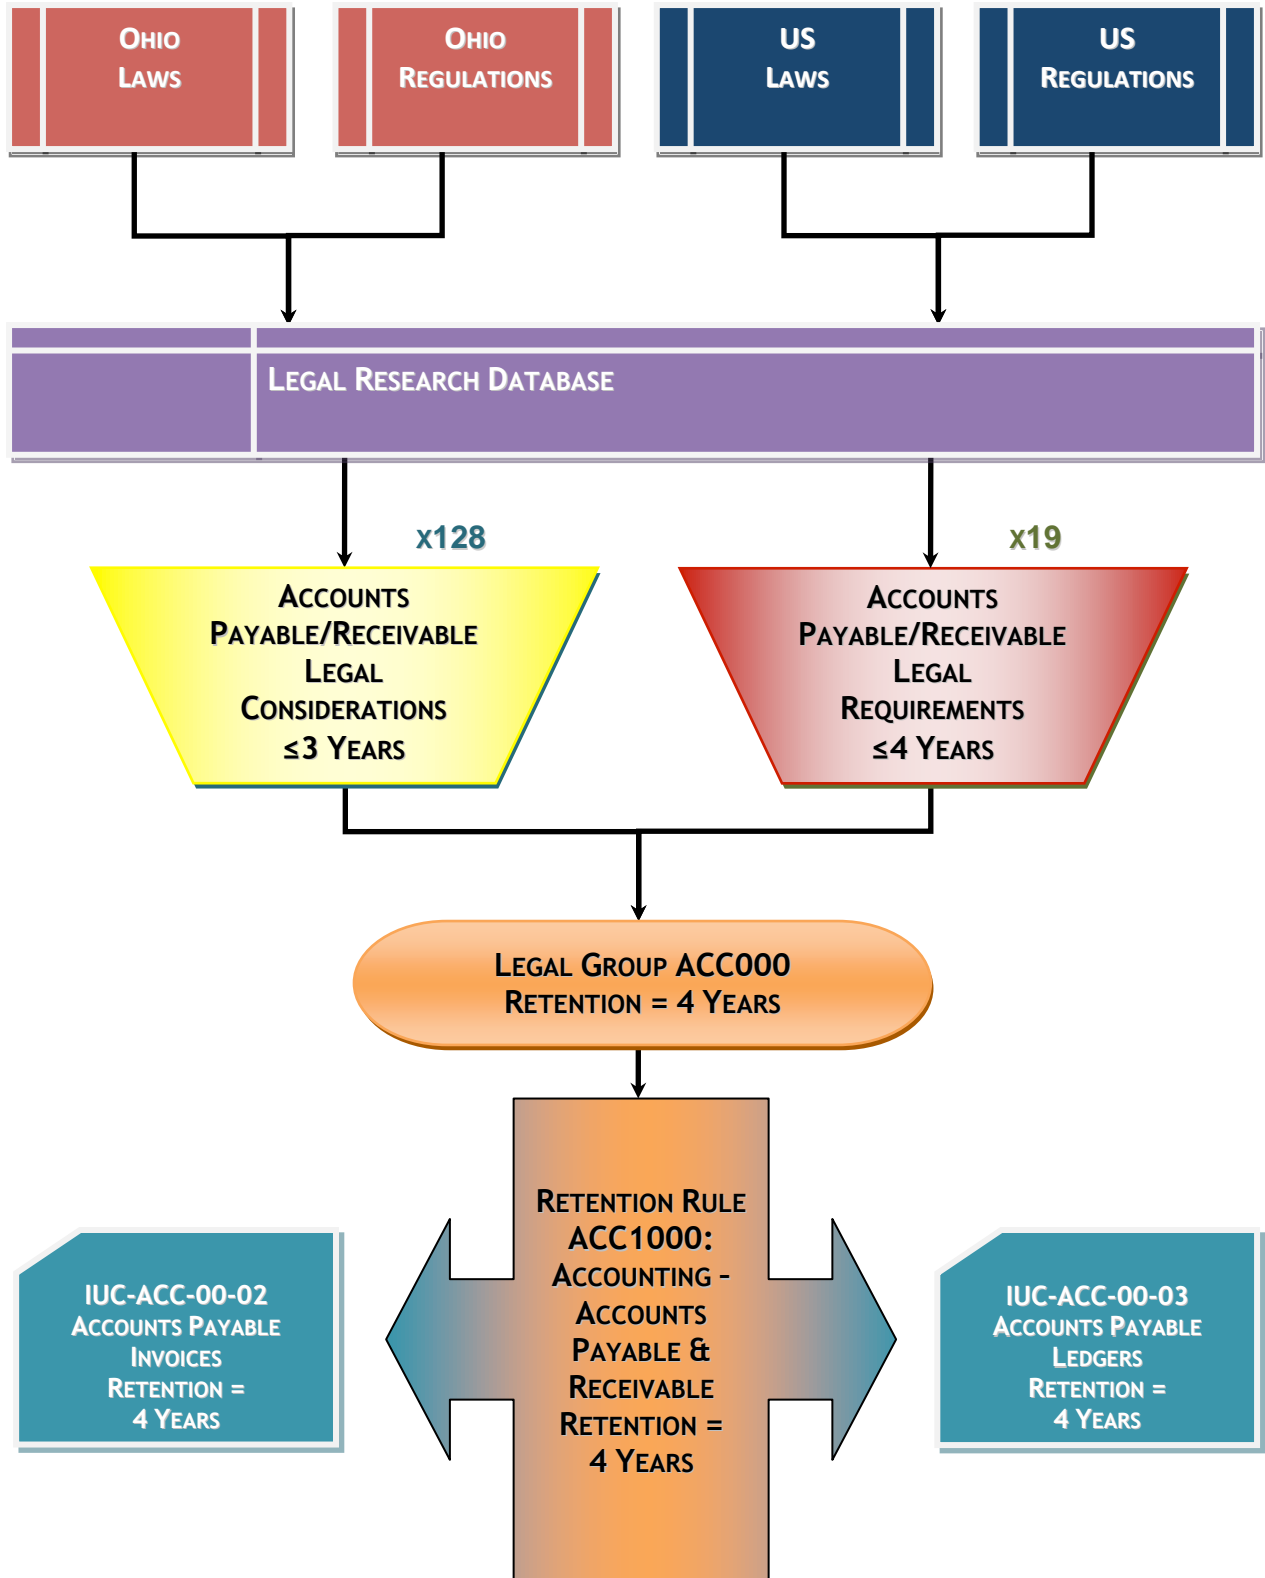 Ohio
Laws
Ohio
Regulations
US
Laws
US
Regulations
Legal Research Database
x128
x19
Accounts
Payable/Receivable
Legal
Considerations
≤3 Years
Accounts
Payable/Receivable
Legal
Requirements
≤4 Years
Legal Group ACC000
Retention = 4 Years
Retention Rule
ACC1000:
Accounting –
Accounts
Payable &
Receivable
Retention =
4 Years
IUC-ACC-00-02
Accounts Payable
Invoices
Retention =
4 Years
IUC-ACC-00-03
Accounts Payable
Ledgers
Retention =
4 Years